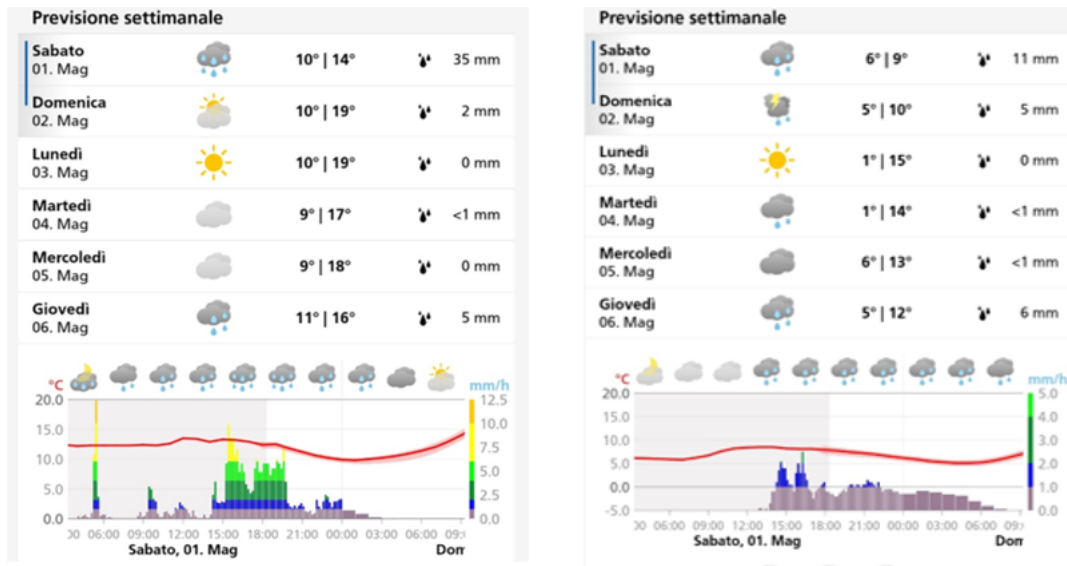 Previsione settimanale
Sabato
01. Mag
10° | 14°
35 mm
Domenica
02. Mag
10° | 19°
2 mm
Lunedì
03. Mag
10° | 19°
0 mm
Martedì
04. Mag
9° | 17°
<1 mm
Mercoledì
05. Mag
9° | 18°
0 mm
Giovedì
06. Mag
11° | 16°
5 mm
°C
mm/h
20.0
15.0
10.0
5.0
0.0
12.5
10.0
7.5
5.0
2.5
0.0
30 06:00 09:00 12:00 15:00 18:00 21:00 00:00 03:00 06:00 09:
Sabato, 01. Mag
Dom
Previsione settimanale
Sabato
01. Mag
6° | 9°
11 mm
Domenica
02. Mag
5° | 10°
5 mm
Lunedì
03. Mag
1° | 15°
0 mm
Martedì
04. Mag
1° | 14°
<1 mm
Mercoledì
05. Mag
6° | 13°
<1 mm
Giovedì
06. Mag
5° | 12°
6 mm
°C
mm/h
20.0
15.0
10.0
5.0
0.0
-5.0
5.0
4.0
3.0
2.0
1.0
0.0
30 06:00 09:00 12:00 15:00 18:00 21:00 00:00 03:00 06:00 09:
Sabato, 01. Mag
Dom